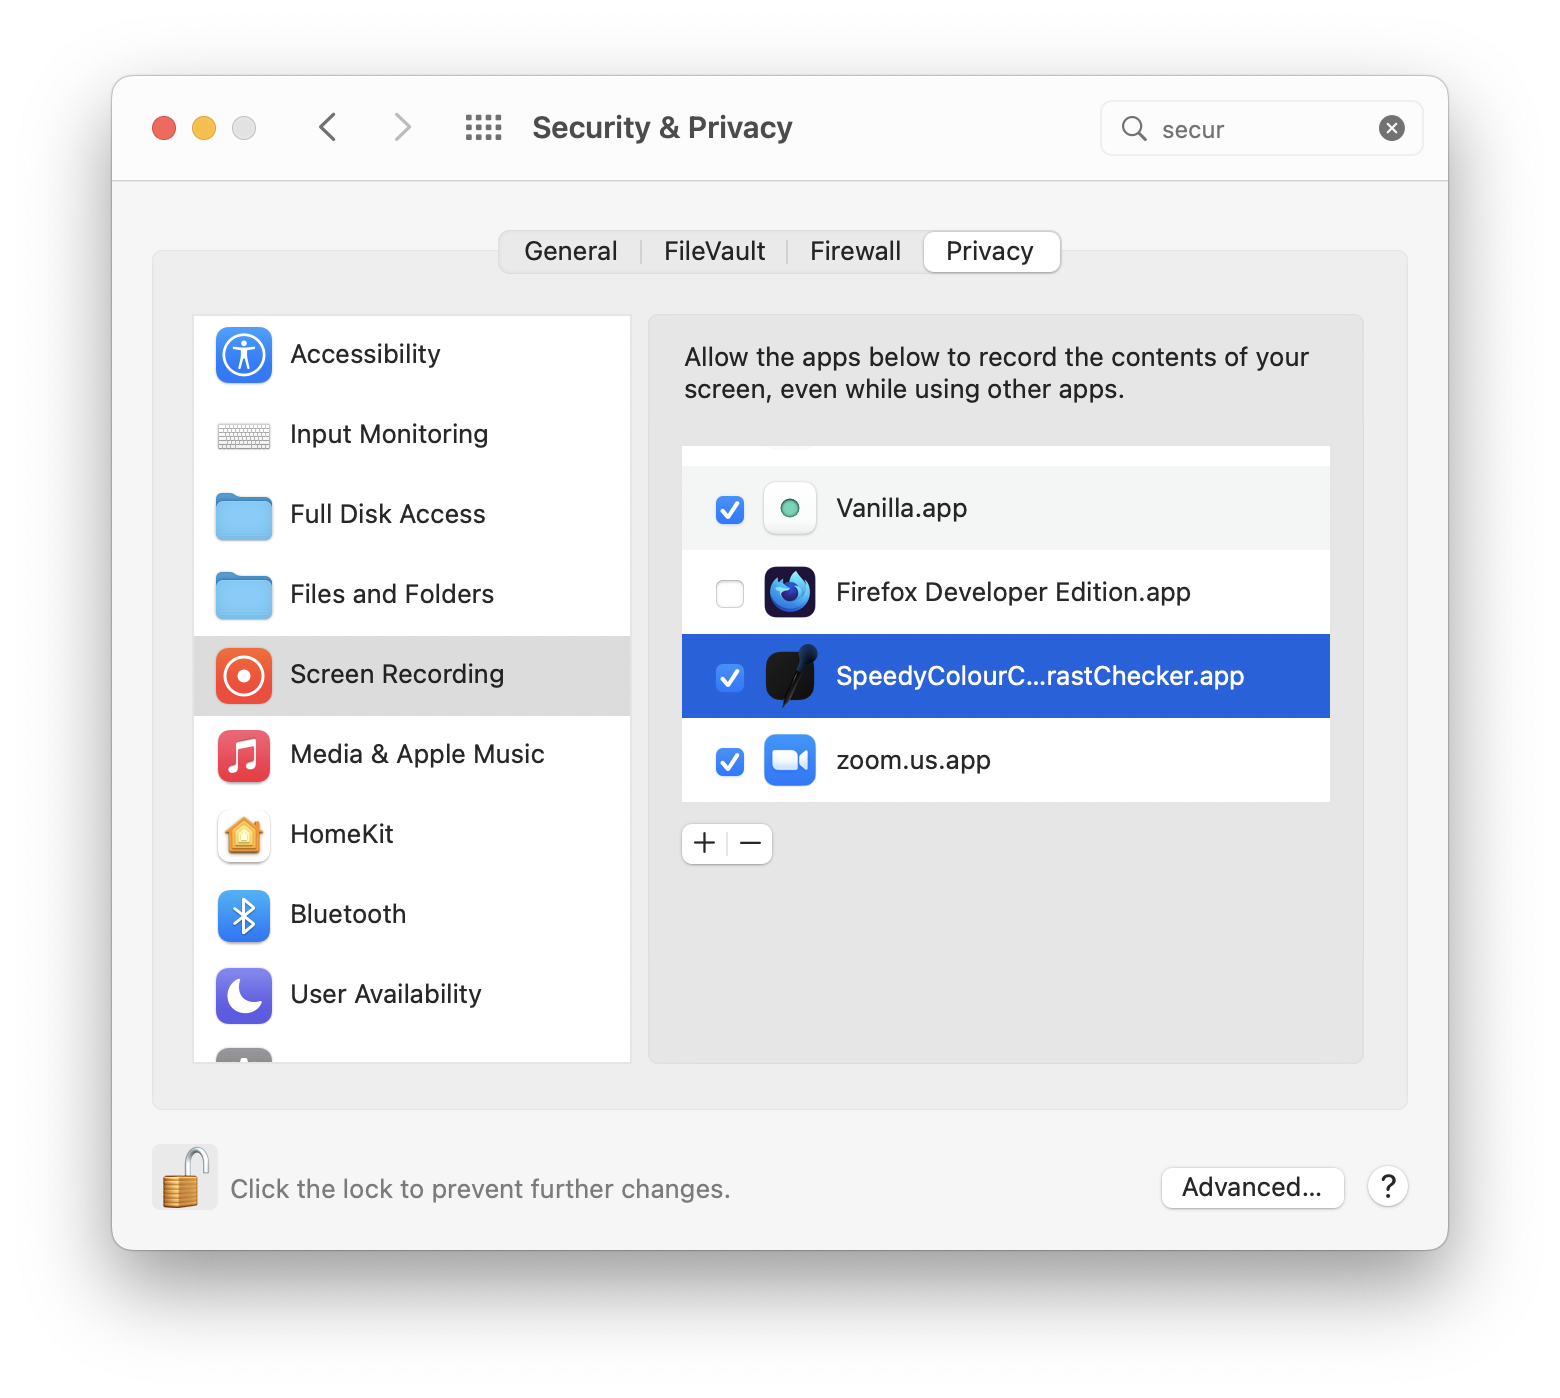 Security & Privacy
secur
General
FileVault
Firewall
Privacy
Accessibility
Input Monitoring
Full Disk Access
Files and Folders
Screen Recording
Media & Apple Music
HomeKit
Bluetooth
User Availability
Allow the apps below to record the contents of your
screen, even while using other apps.
Vanilla.app
Firefox Developer Edition.app
SpeedyColourC...rastChecker.app
zoom.us.app
Click the lock to prevent further changes.
Advanced...
?